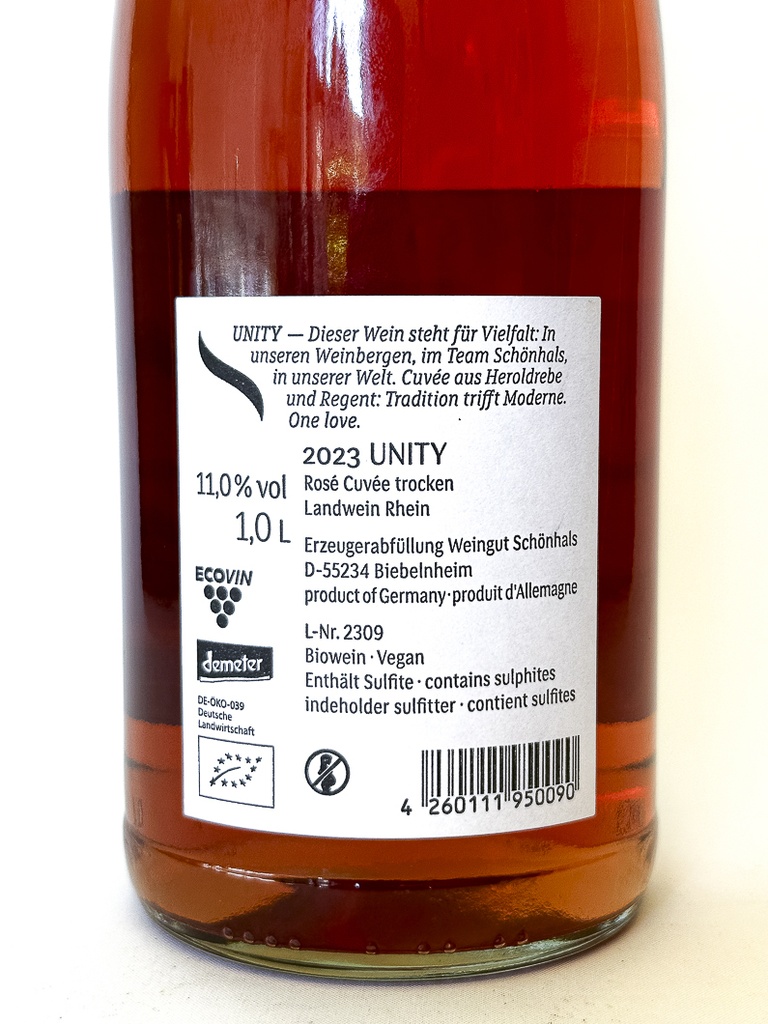 UNITY — Dieser Wein steht für Vielfalt: In
unseren Weinbergen, im Team Schönhals,
in unserer Welt. Cuvée aus Heroldrebe
und Regent: Tradition trifft Moderne.
One love.
2023 UNITY
Rosé Cuvée trocken
Landwein Rhein
11,0% vol
1,0 L
Erzeugerabfüllung Weingut Schönhals
D-55234 Biebelnheim
product of Germany · produit d'Allemagne
ECOVIN
demeter
DE-ÖKO-039
Deutsche
Landwirtschaft
L-Nr. 2309
Biowein · Vegan
Enthält Sulfite · contains sulphites
indeholder sulfitter · contient sulfites
4 260111 950090